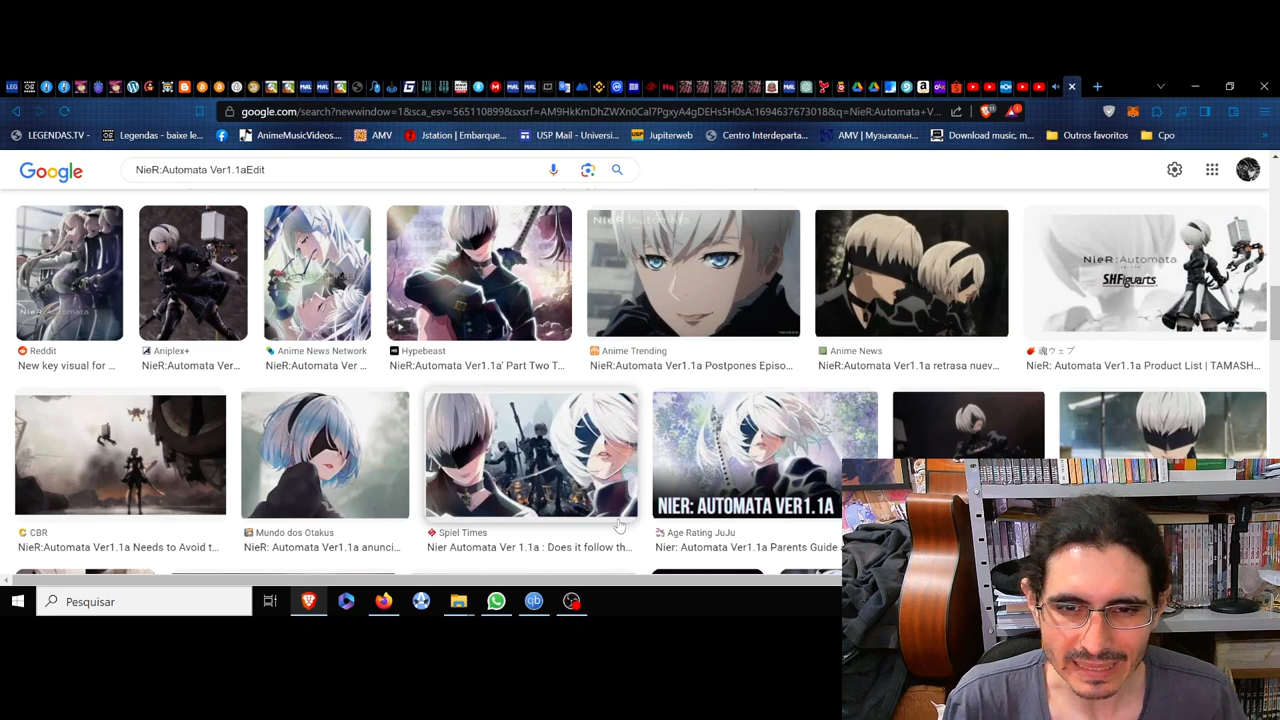 google.com/search?newwindow=1&sca_esv=565110899&sxsrf=AM9HkKmDhZWXn0Cal7PgxyA4gDEHs5H0sA:1694637673018&q=NieR:Automata+V...
LEGENDAS.TV -
Legendas - baixe le...
AnimeMusicVideos....
AMV
Jstation | Embarque...
USP Mail - Universi...
Jupiterweb
Centro Interdeparta...
AMV | Музыкальн...
Download music, m...
Outros favoritos
Cpo
Google
NieR:Automata Ver1.1aEdit
NieR:Automata
NieR:Automata
NieR:Automata
SHFiguarts
Reddit
Aniplex+
Anime News Network
Hypebeast
Anime Trending
Anime News
魂ウェブ
New key visual for ...
NieR:Automata Ver...
NieR:Automata Ver ...
NieR:Automata Ver1.1a' Part Two T...
NieR:Automata Ver1.1a Postpones Episo...
NieR:Automata Ver1.1a retrasa nuev...
NieR:Automata Ver1.1a Product List | TAMASH...
NIER: AUTOMATA VER1.1A
CBR
Mundo dos Otakus
Spiel Times
Age Rating JuJu
NieR:Automata Ver1.1a Needs to Avoid t...
NieR: Automata Ver1.1a anunci...
Nier Automata Ver 1.1a : Does it follow th...
Nier: Automata Ver1.1a Parents Guide
Pesquisar